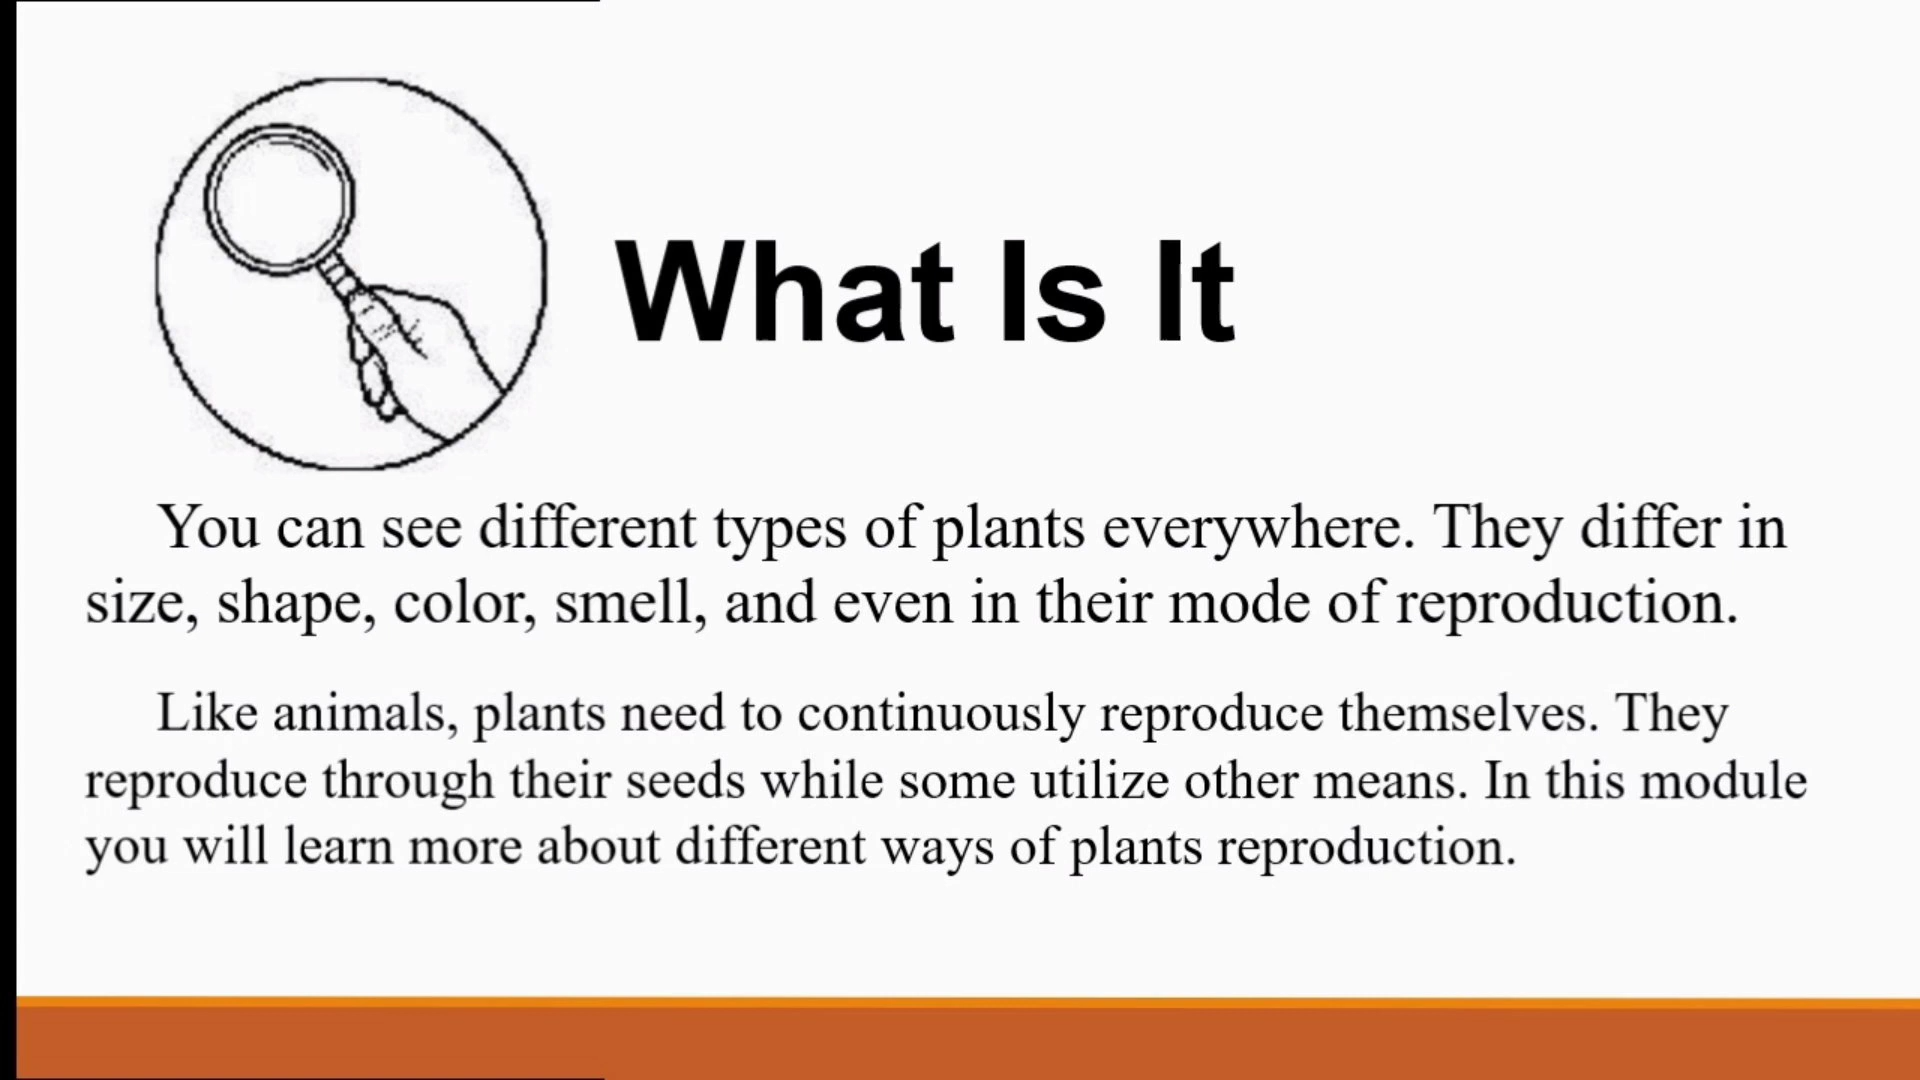 What Is It
You can see different types of plants everywhere. They differ in
size, shape, color, smell, and even in their mode of reproduction.
Like animals, plants need to continuously reproduce themselves. They
reproduce through their seeds while some utilize other means. In this module
you will learn more about different ways of plants reproduction.